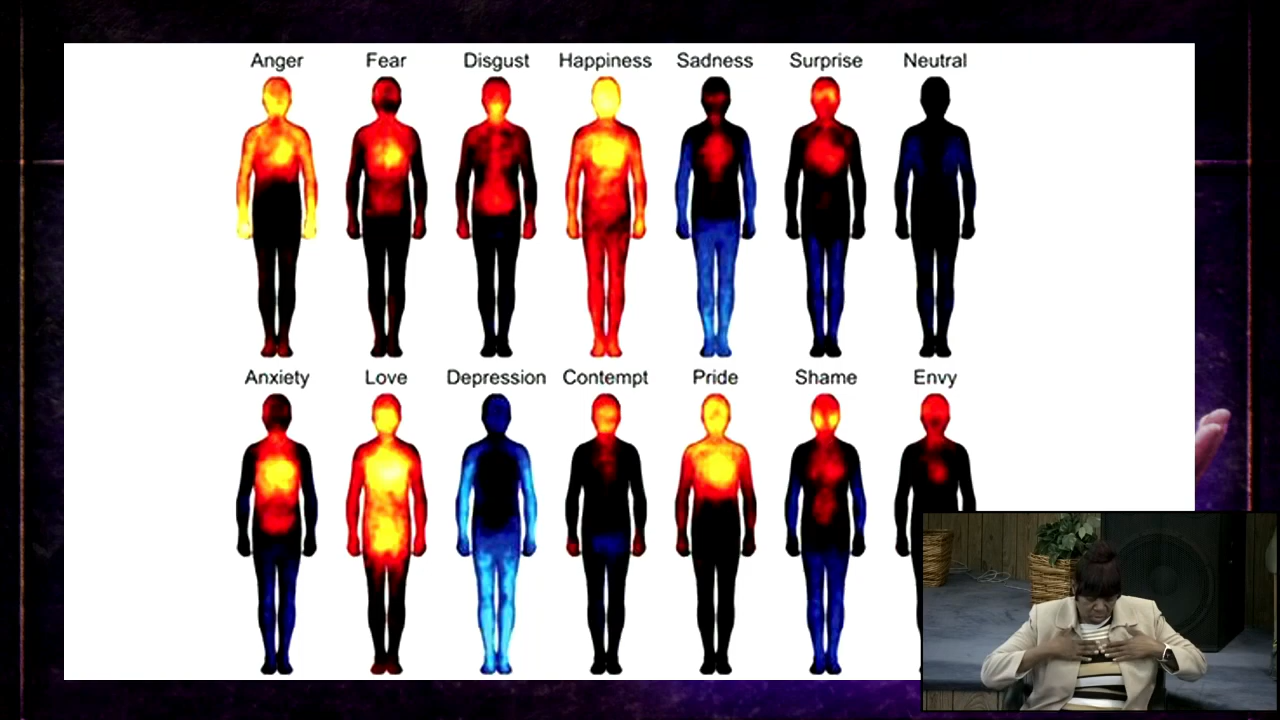 Anger Fear Disgust Happiness Sadness Surprise Neutral
Anxiety Love Depression Contempt Pride Shame Envy